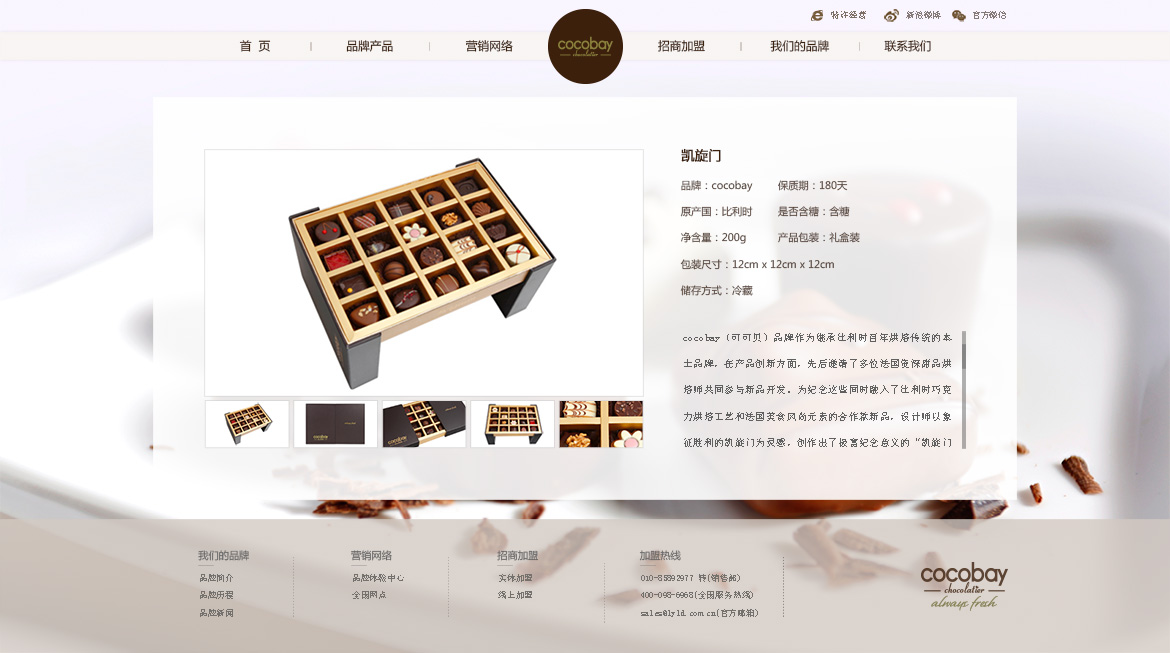 特许经营 新浪微博 官方微信
首 页 | 品牌产品 | 营销网络 cocobay 招商加盟 | 我们的品牌 | 联系我们
chocolatier
凯旋门
品牌：cocobay 保质期：180天
原产国：比利时 是否含糖：含糖
净含量：200g 产品包装：礼盒装
包装尺寸：12cm x 12cm x 12cm
储存方式：冷藏
cocobay（可可贝）品牌作为继承比利时百年烘焙传统的本
土品牌，在产品创新方面，先后邀请了多位法国资深甜品烘
焙师共同参与新品开发。为纪念这些同时融入了比利时巧克
力烘焙工艺和法国美食风尚元素的合作款新品，设计师以象
征胜利的凯旋门为灵感，创作出了极富纪念意义的“凯旋门
我们的品牌 营销网络 招商加盟 加盟热线
品牌简介 品牌体验中心 实体加盟 010-85892977 转(销售部)
品牌历程 全国网点 线上加盟 400-098-6968(全国服务热线)
品牌新闻 sales@lyld.com.cn(官方邮箱)
cocobay
chocolatier
always fresh